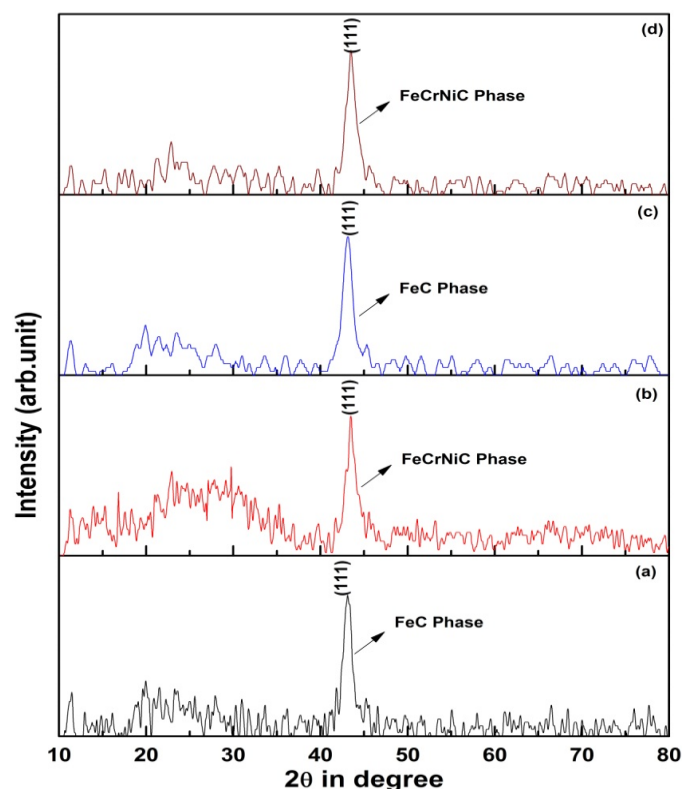 (d)
(111)
FeCrNiC Phase
(c)
(111)
FeC Phase
(b)
(111)
FeCrNiC Phase
(a)
(111)
FeC Phase
Intensity (arb.unit)
10 20 30 40 50 60 70 80
2θ in degree